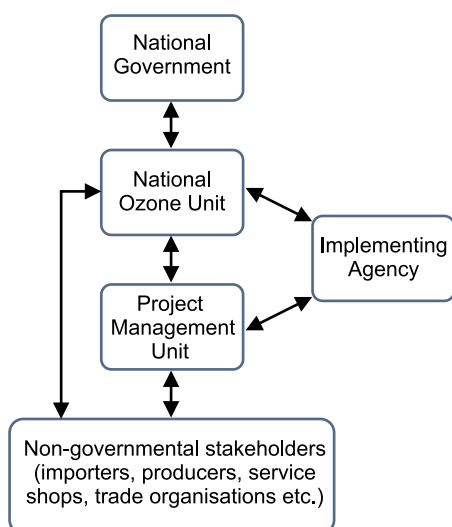 National
Government
National
Ozone Unit
Implementing
Agency
Project
Management
Unit
Non-governmental stakeholders
(importers, producers, service
shops, trade organisations etc.)